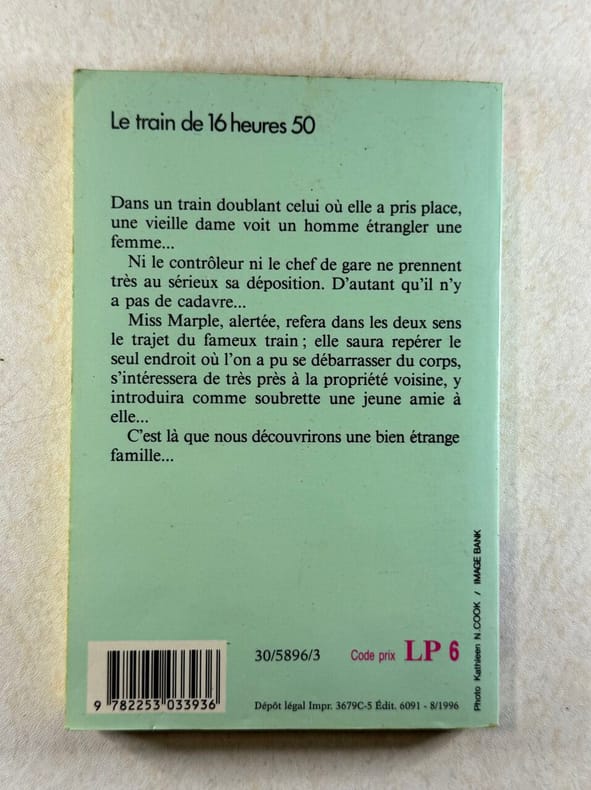 Le train de 16 heures 50
Dans un train doublant celui où elle a pris place,
une vieille dame voit un homme étrangler une
femme...
Ni le contrôleur ni le chef de gare ne prennent
très au sérieux sa déposition. D'autant qu'il n'y
a pas de cadavre...
Miss Marple, alertée, refera dans les deux sens
le trajet du fameux train ; elle saura repérer le
seul endroit où l'on a pu se débarrasser du corps,
s'intéressera de très près à la propriété voisine, y
introduira comme soubrette une jeune amie à
elle...
C'est là que nous découvrirons une bien étrange
famille...
Photo Kathleen N.COOK / IMAGE BANK
30/5896/3 Code prix LP 6
9 782253 033936
Dépôt légal Impr. 3679C-5 Édit. 6091 - 8/1996